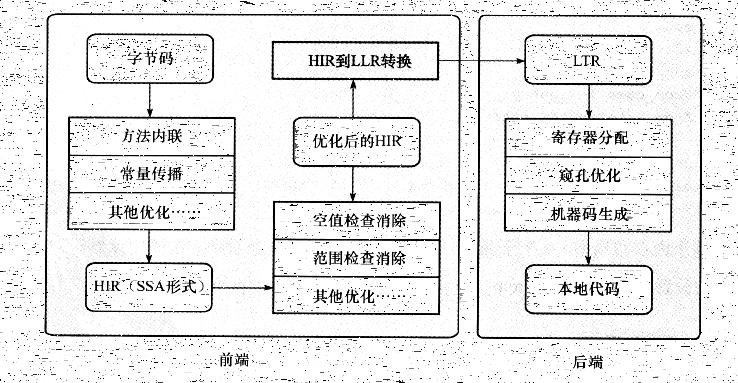 字节码
方法内联
常量传播
其他优化……
HIR（SSA形式）
HIR到LLR转换
优化后的HIR
空值检查消除
范围检查消除
其他优化……
前端
LTR
寄存器分配
窥孔优化
机器码生成
本地代码
后端